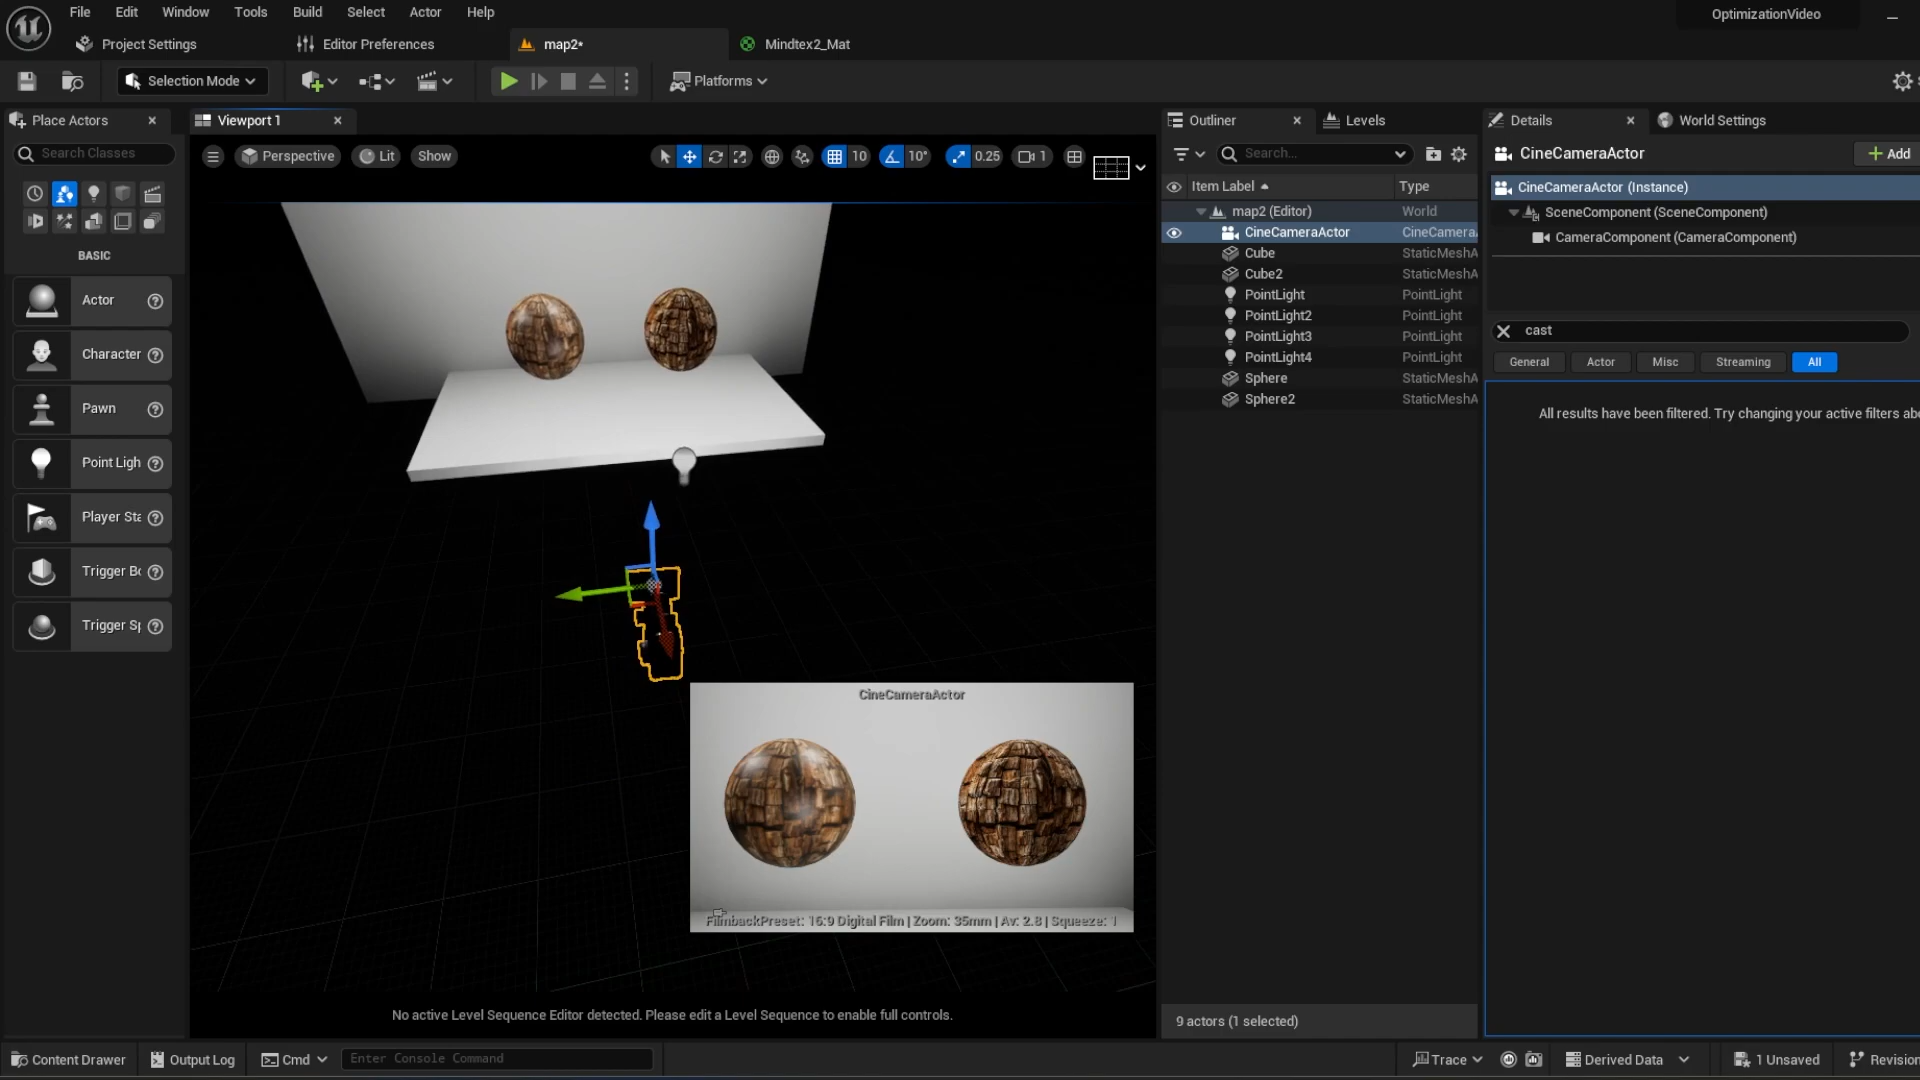 File Edit Window Tools Build Select Actor Help
OptimizationVideo
Project Settings
Editor Preferences
map2*
Mindtex2_Mat
Selection Mode
Platforms
Place Actors
Viewport 1
Outliner
Levels
Details
World Settings
Search Classes
Perspective
Lit
Show
10
10°
0.25
1
Search...
CineCameraActor
Add
Item Label
Type
CineCameraActor (Instance)
map2 (Editor) World
SceneComponent (SceneComponent)
CineCameraActor CineCamera
CameraComponent (CameraComponent)
Cube StaticMeshA
Cube2 StaticMeshA
PointLight PointLight
PointLight2 PointLight
PointLight3 PointLight
PointLight4 PointLight
Sphere StaticMeshA
Sphere2 StaticMeshA
cast
General Actor Misc Streaming All
All results have been filtered. Try changing your active filters abo
BASIC
Actor
Character
Pawn
Point Ligh
Player Sta
Trigger Bo
Trigger Sp
CineCameraActor
FilmbackPreset: 16:9 Digital Film | Zoom: 35mm | Av: 2.8 | Squeeze: 1
No active Level Sequence Editor detected. Please edit a Level Sequence to enable full controls.
9 actors (1 selected)
Content Drawer
Output Log
Cmd
Enter Console Command
Trace
Derived Data
1 Unsaved
Revision